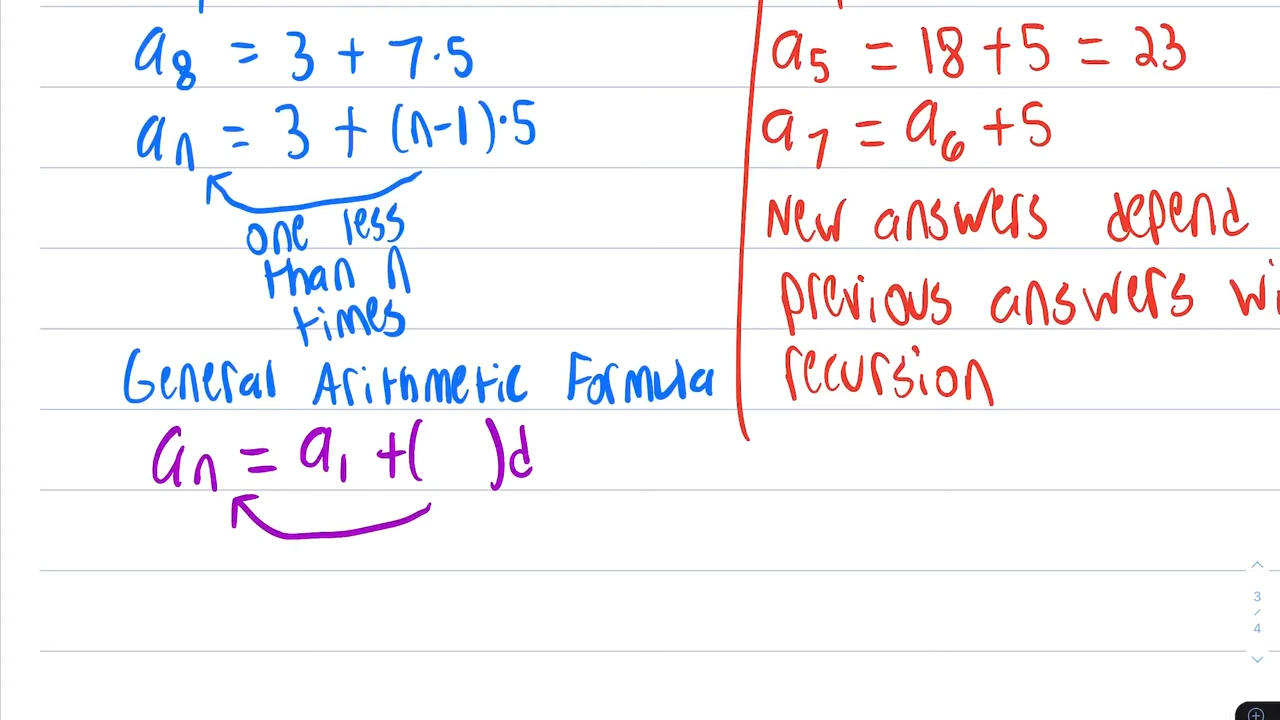 a₈ = 3 + 7·5
aₙ = 3 + (n-1)·5
one less
than n
times
General Arithmetic Formula
aₙ = a₁ + ( )d
a₅ = 18 + 5 = 23
a₇ = a₆ + 5
New answers depend
previous answers wi
recursion
3
/
4